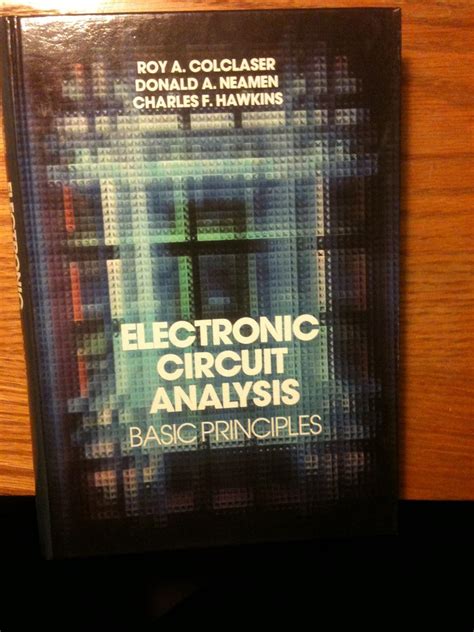 ROY A. COLCLASER
DONALD A. NEAMEN
CHARLES F. HAWKINS
ELECTRONIC
CIRCUIT
ANALYSIS
BASIC PRINCIPLES